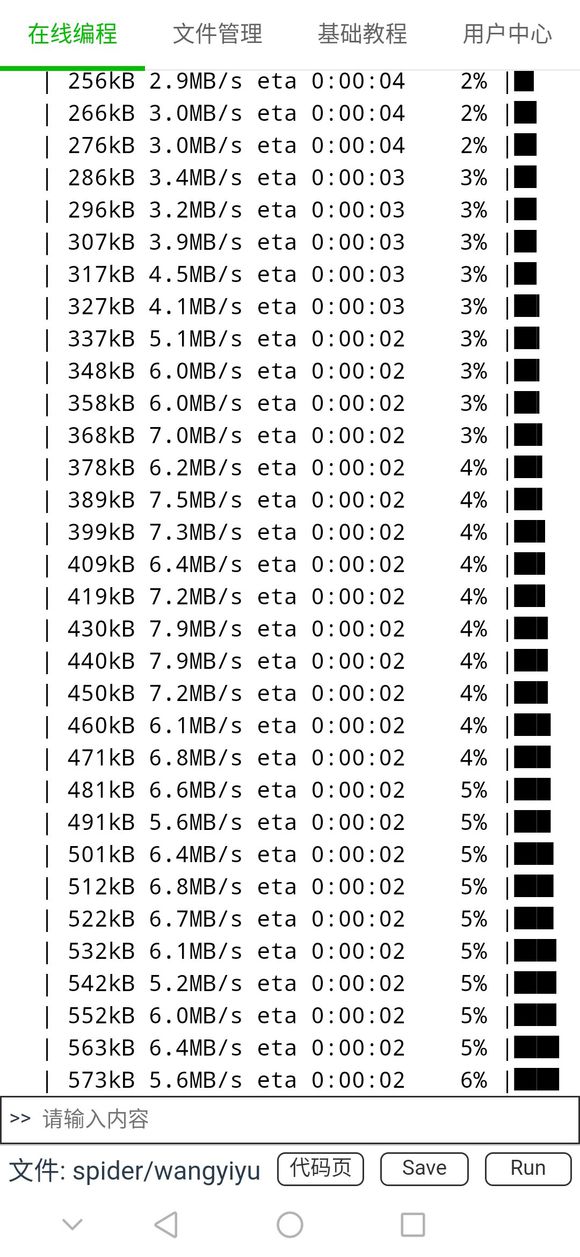 在线编程 文件管理 基础教程 用户中心
| 256kB 2.9MB/s eta 0:00:04 2% |██
| 266kB 3.0MB/s eta 0:00:04 2% |██
| 276kB 3.0MB/s eta 0:00:04 2% |██
| 286kB 3.4MB/s eta 0:00:03 3% |██
| 296kB 3.2MB/s eta 0:00:03 3% |██
| 307kB 3.9MB/s eta 0:00:03 3% |██
| 317kB 4.5MB/s eta 0:00:03 3% |██
| 327kB 4.1MB/s eta 0:00:03 3% |██
| 337kB 5.1MB/s eta 0:00:02 3% |██
| 348kB 6.0MB/s eta 0:00:02 3% |██
| 358kB 6.0MB/s eta 0:00:02 3% |██
| 368kB 7.0MB/s eta 0:00:02 3% |██
| 378kB 6.2MB/s eta 0:00:02 4% |██
| 389kB 7.5MB/s eta 0:00:02 4% |██
| 399kB 7.3MB/s eta 0:00:02 4% |██
| 409kB 6.4MB/s eta 0:00:02 4% |██
| 419kB 7.2MB/s eta 0:00:02 4% |██
| 430kB 7.9MB/s eta 0:00:02 4% |██
| 440kB 7.9MB/s eta 0:00:02 4% |██
| 450kB 7.2MB/s eta 0:00:02 4% |██
| 460kB 6.1MB/s eta 0:00:02 4% |███
| 471kB 6.8MB/s eta 0:00:02 4% |███
| 481kB 6.6MB/s eta 0:00:02 5% |███
| 491kB 5.6MB/s eta 0:00:02 5% |███
| 501kB 6.4MB/s eta 0:00:02 5% |███
| 512kB 6.8MB/s eta 0:00:02 5% |███
| 522kB 6.7MB/s eta 0:00:02 5% |███
| 532kB 6.1MB/s eta 0:00:02 5% |███
| 542kB 5.2MB/s eta 0:00:02 5% |███
| 552kB 6.0MB/s eta 0:00:02 5% |███
| 563kB 6.4MB/s eta 0:00:02 5% |███
| 573kB 5.6MB/s eta 0:00:02 6% |███
>> 请输入内容
文件: spider/wangyiyu 代码页 Save Run